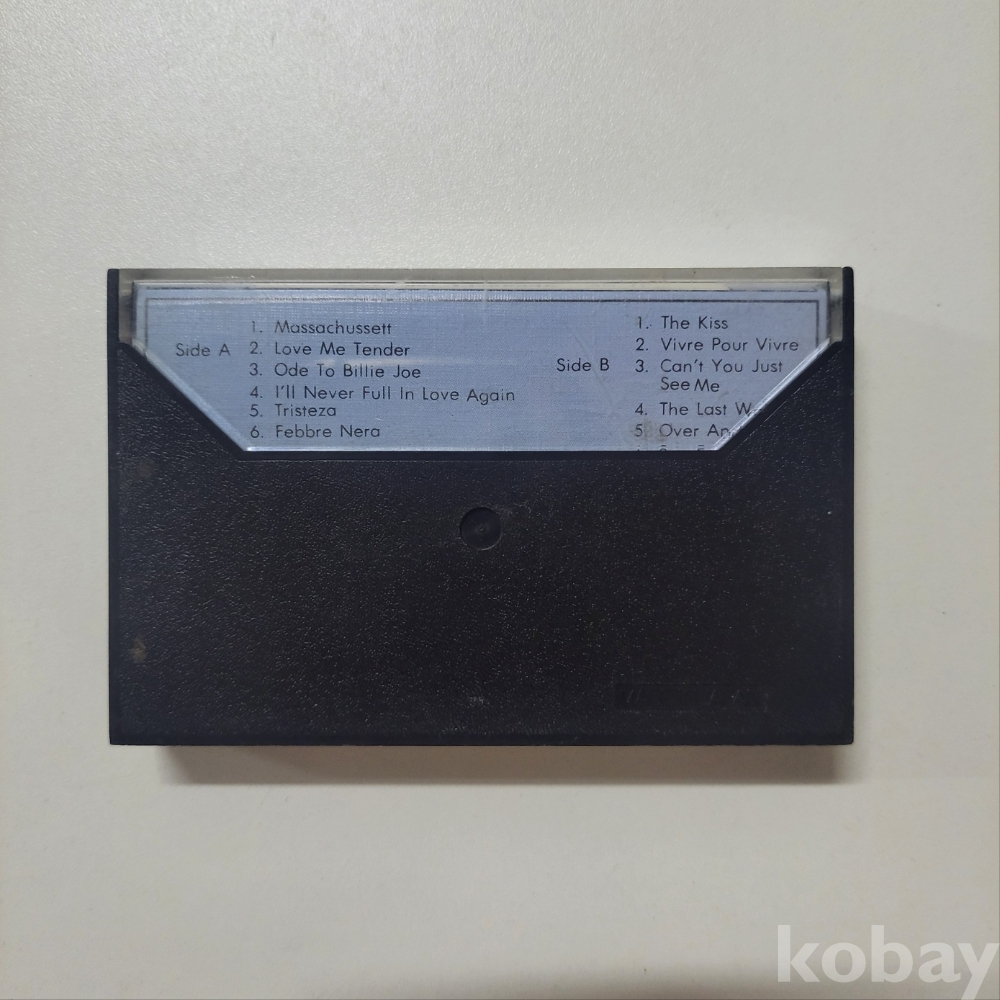 Side A
1. Massachussett
2. Love Me Tender
3. Ode To Billie Joe
4. I'll Never Full In Love Again
5. Tristeza
6. Febbre Nera
Side B
1. The Kiss
2. Vivre Pour Vivre
3. Can't You Just
See Me
4. The Last
5. Over
kobay